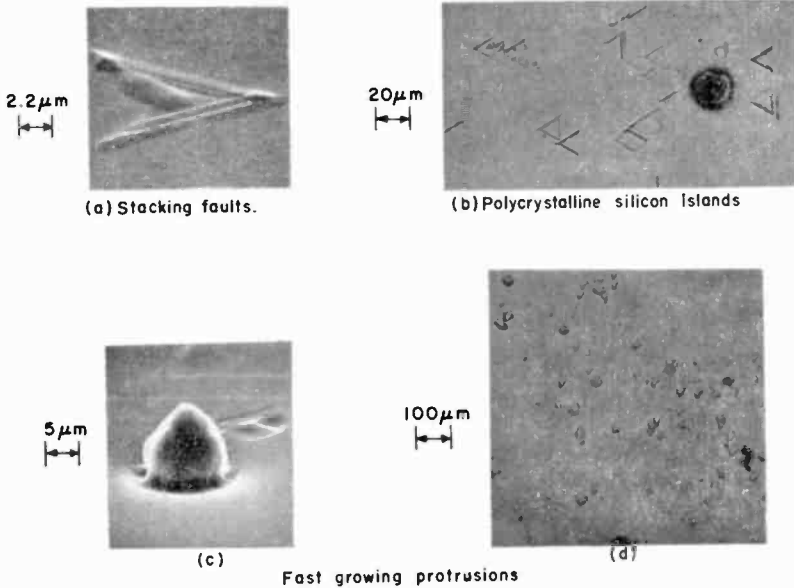 2.2μm
(a) Stacking faults.
20μm
(b) Polycrystalline silicon islands
5μm
(c)
100μm
(d)
Fast growing protrusions